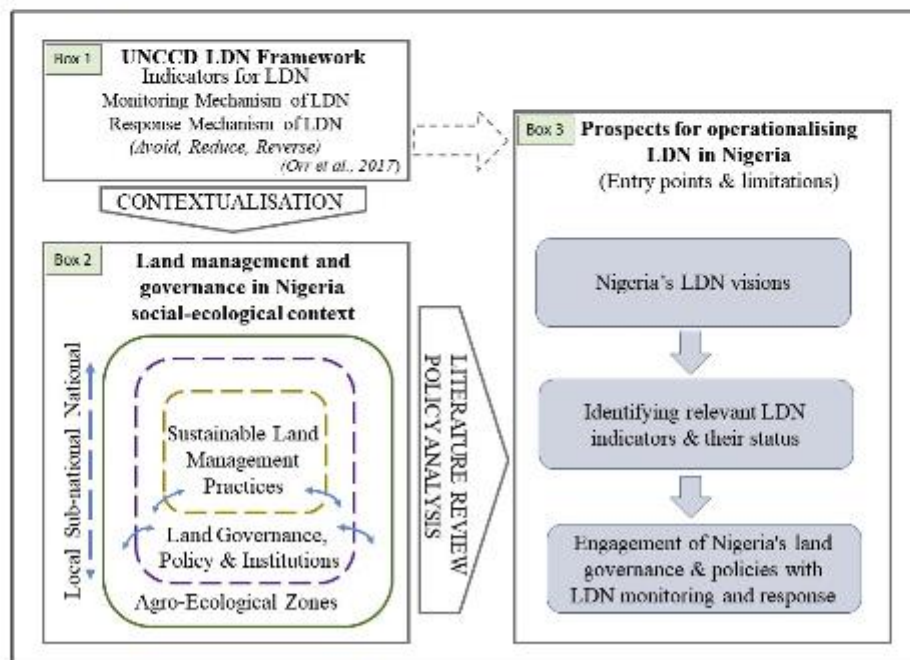 Box 1
UNCCD LDN Framework
Indicators for LDN
Monitoring Mechanism of LDN
Response Mechanism of LDN
(Avoid, Reduce, Reverse)
(Orr et al., 2017)
CONTEXTUALISATION
Box 2
Land management and
governance in Nigeria
social-ecological context
Local Sub-national National
Sustainable Land
Management
Practices
Land Governance,
Policy & Institutions
Agro-Ecological Zones
LITERATURE REVIEW
POLICY ANALYSIS
Box 3
Prospects for operationalising
LDN in Nigeria
(Entry points & limitations)
Nigeria's LDN visions
Identifying relevant LDN
indicators & their status
Engagement of Nigeria's land
governance & policies with
LDN monitoring and response